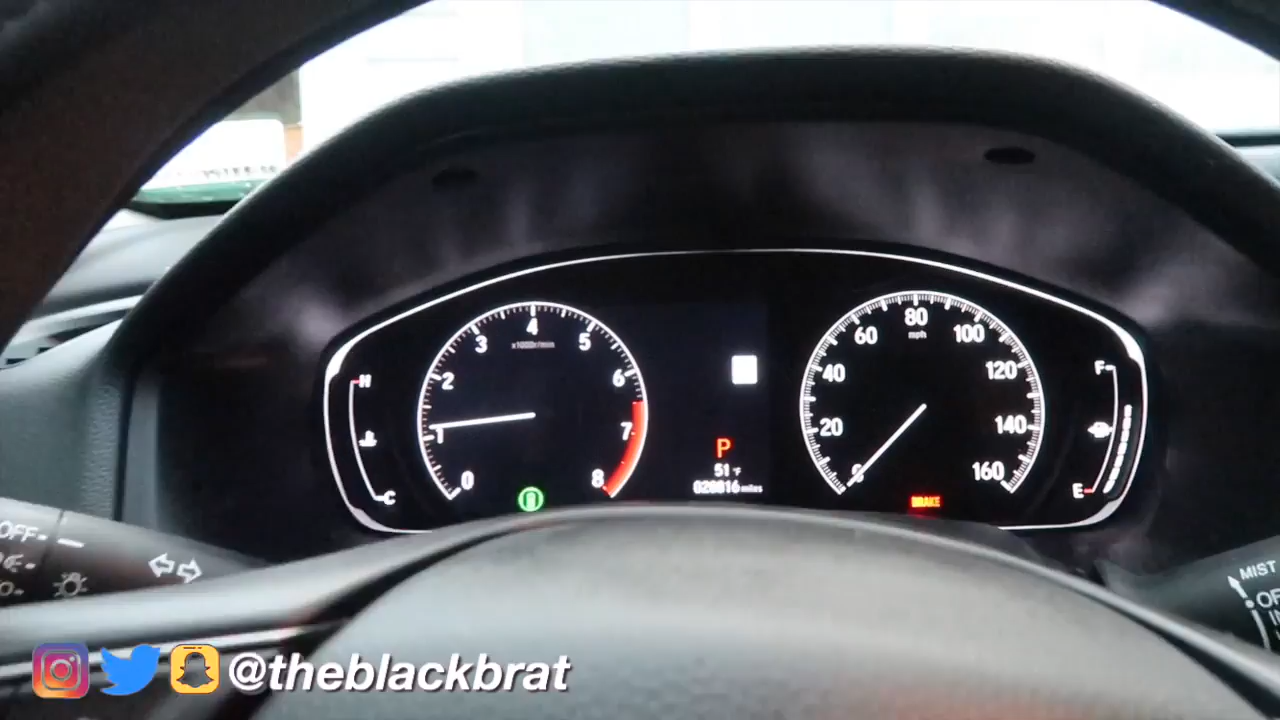 4
3
5
x1000r/min
2
6
1
7
0
8
H
C
P
51°F
020816 miles
80
mph
60
100
40
120
20
140
160
BRAKE
F
E
OFF
MIST
@theblackbrat